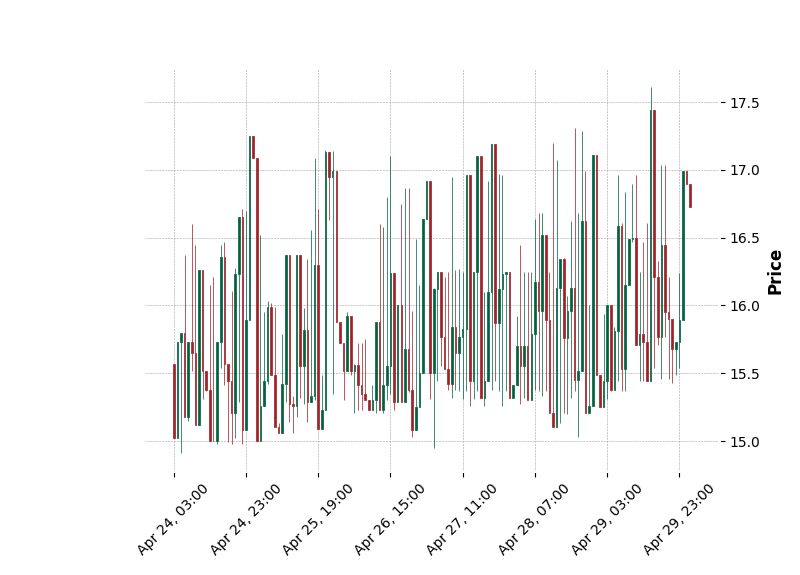 17.5
17.0
16.5
16.0
15.5
15.0
Price
Apr 24, 03:00
Apr 24, 23:00
Apr 25, 19:00
Apr 26, 15:00
Apr 27, 11:00
Apr 28, 07:00
Apr 29, 03:00
Apr 29, 23:00